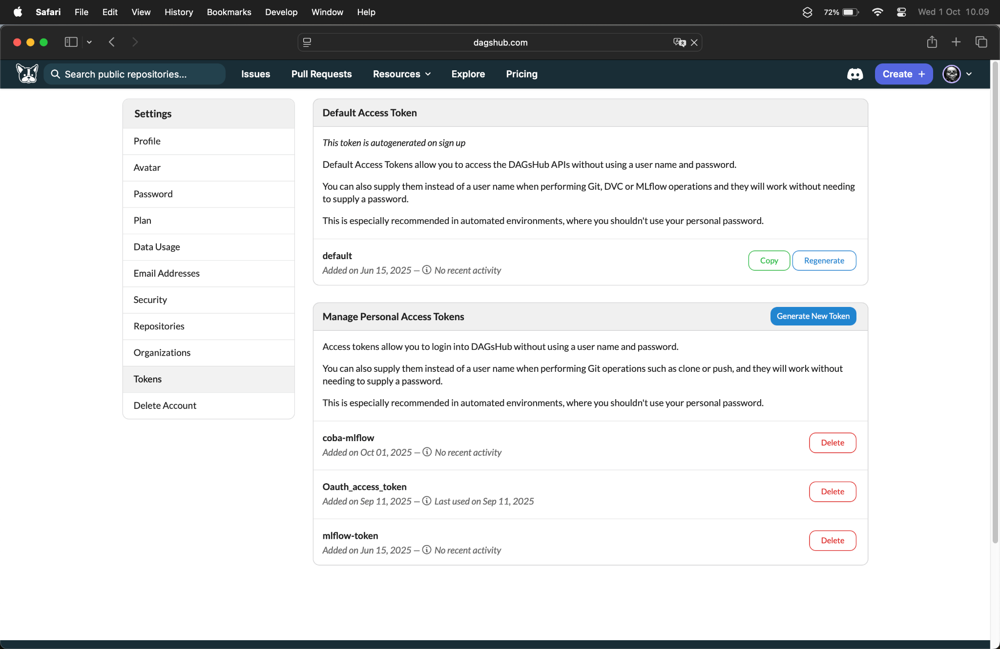 Safari File Edit View History Bookmarks Develop Window Help 72% Wed 1 Oct 10.09
dagshub.com
Search public repositories... Issues Pull Requests Resources Explore Pricing Create +
Settings
Profile
Avatar
Password
Plan
Data Usage
Email Addresses
Security
Repositories
Organizations
Tokens
Delete Account
Default Access Token
This token is autogenerated on sign up
Default Access Tokens allow you to access the DAGsHub APIs without using a user name and password.
You can also supply them instead of a user name when performing Git, DVC or MLflow operations and they will work without needing
to supply a password.
This is especially recommended in automated environments, where you shouldn't use your personal password.
default
Added on Jun 15, 2025 — No recent activity
Copy Regenerate
Manage Personal Access Tokens Generate New Token
Access tokens allow you to login into DAGsHub without using a user name and password.
You can also supply them instead of a user name when performing Git operations such as clone or push, and they will work without
needing to supply a password.
This is especially recommended in automated environments, where you shouldn't use your personal password.
coba-mlflow
Added on Oct 01, 2025 — No recent activity
Delete
Oauth_access_token
Added on Sep 11, 2025 — Last used on Sep 11, 2025
Delete
mlflow-token
Added on Jun 15, 2025 — No recent activity
Delete